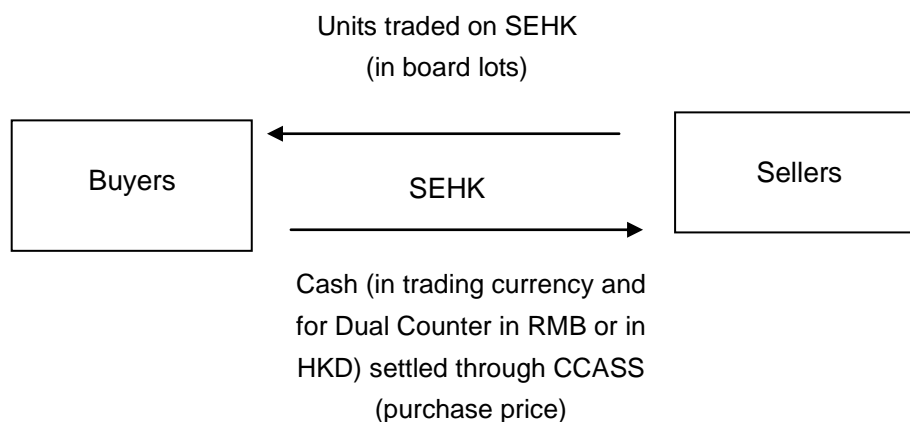 Units traded on SEHK
(in board lots)
Buyers
SEHK
Sellers
Cash (in trading currency and
for Dual Counter in RMB or in
HKD) settled through CCASS
(purchase price)